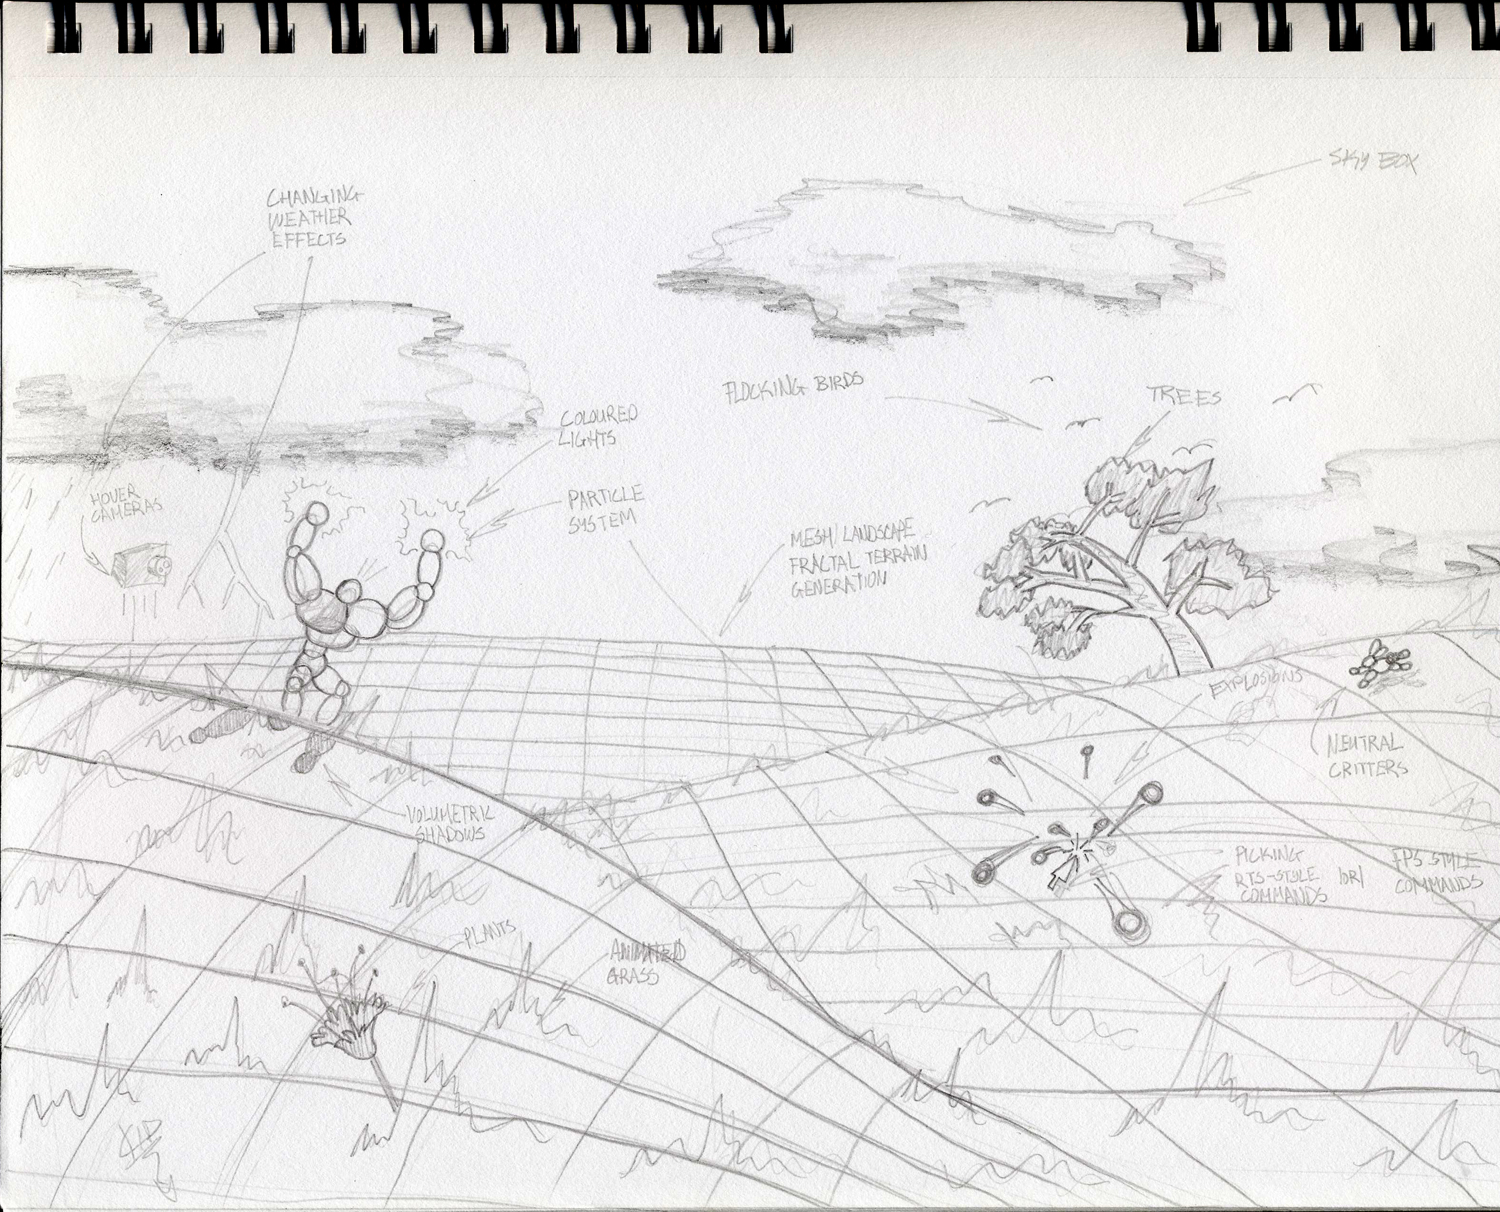 SKY BOX
CHANGING
WEATHER
EFFECTS
FLOCKING BIRDS
TREES
COLOURED
LIGHTS
HOVER
CAMERAS
PARTICLE
SYSTEM
MESH/LANDSCAPE
FRACTAL TERRAIN
GENERATION
EXPLOSIONS
NEUTRAL
CRITTERS
VOLUMETRIC
SHADOWS
PICKING
RTS-STYLE /OR/
COMMANDS
FPS STYLE
COMMANDS
PLANTS
ANIMATED
GRASS